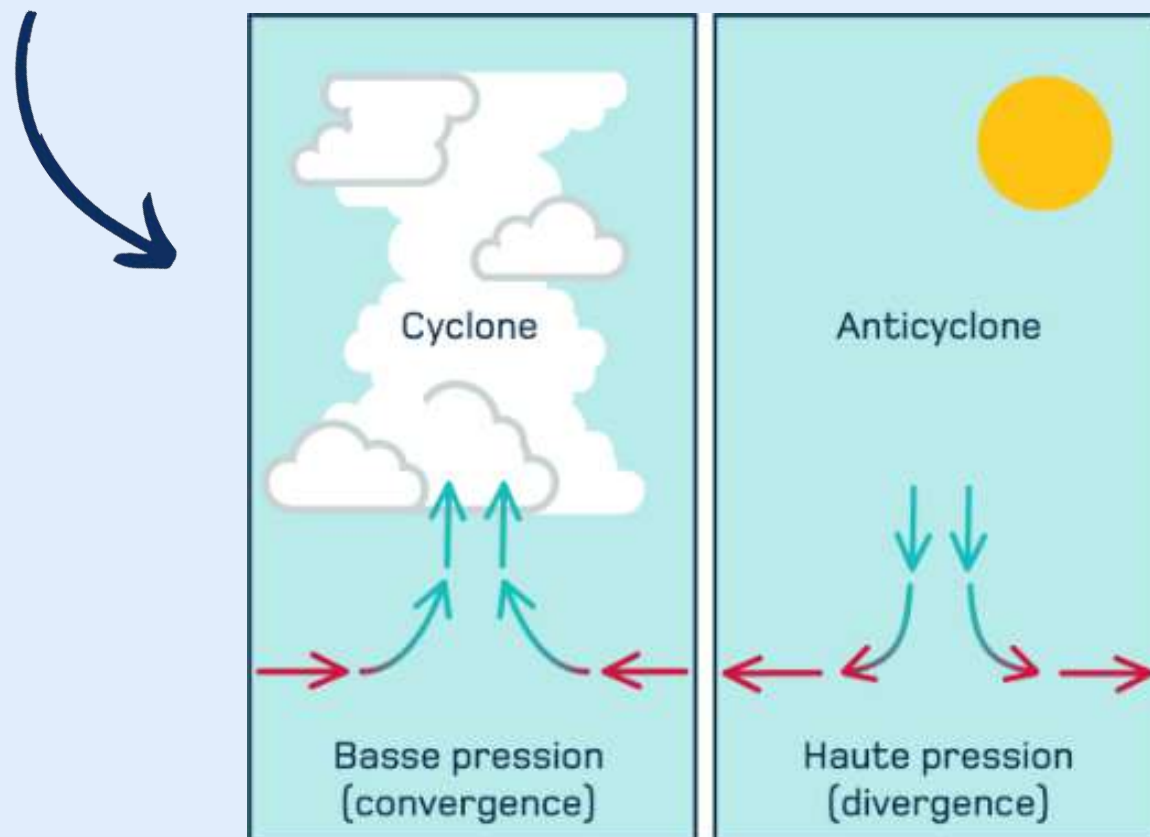 Cyclone
Anticyclone
Basse pression
(convergence)
Haute pression
(divergence)